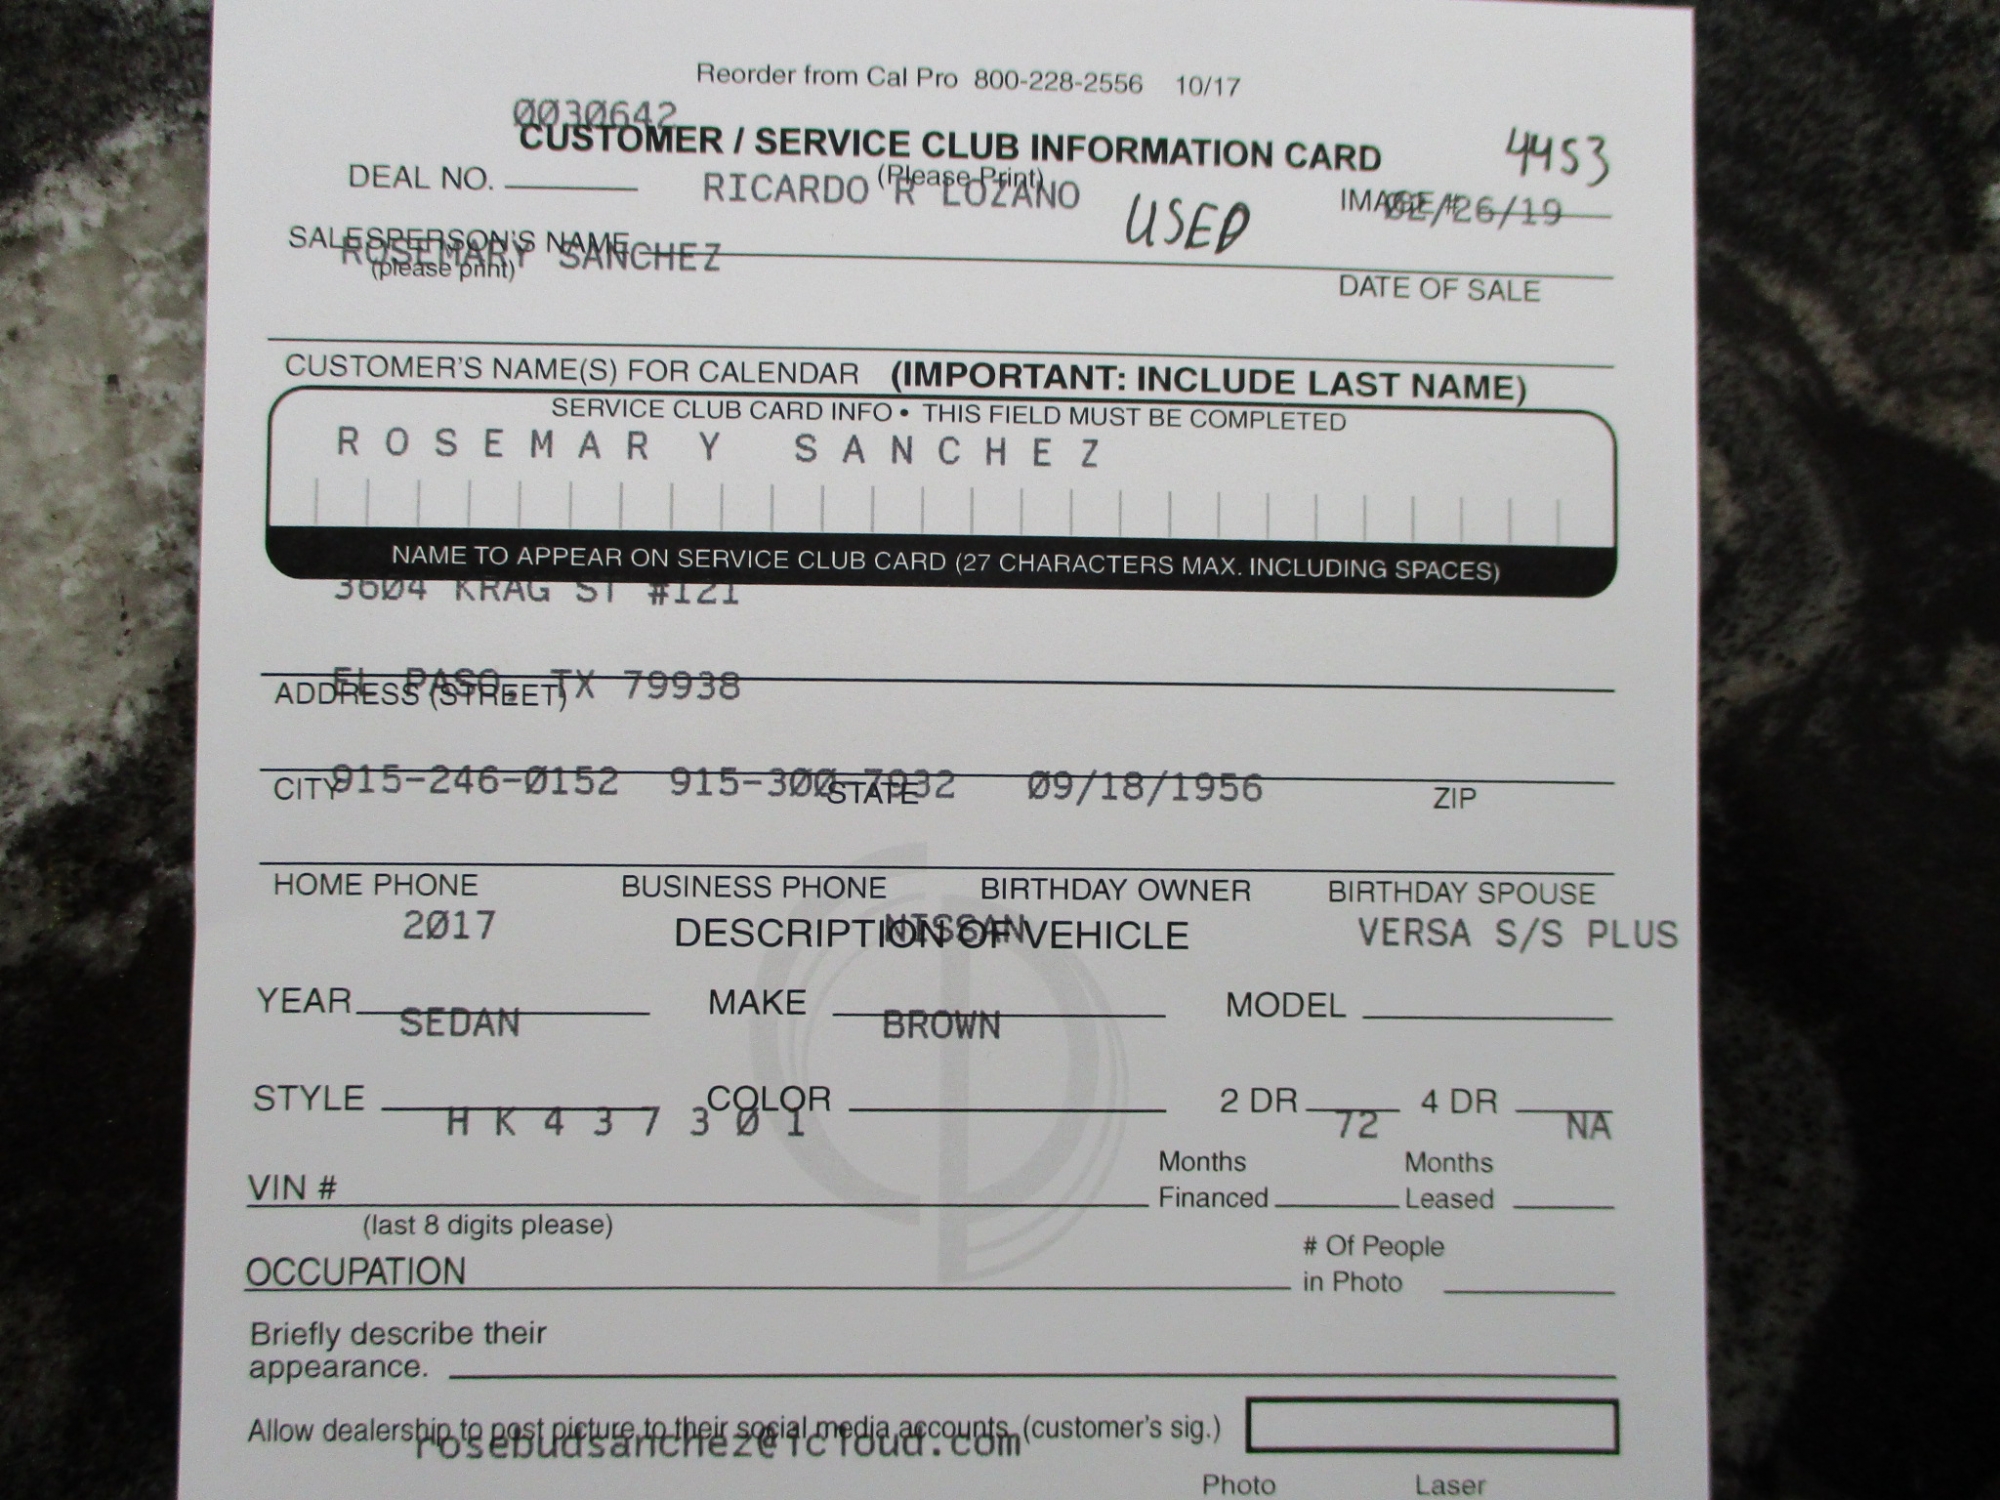 Reorder from Cal Pro 800-228-2556 10/17
0030642
CUSTOMER / SERVICE CLUB INFORMATION CARD
4453
(Please Print)
DEAL NO.
RICARDO R LOZANO
USED
IMAGE #
02/26/19
SALESPERSON'S NAME
ROSEMARY SANCHEZ
(please print)
DATE OF SALE
CUSTOMER'S NAME(S) FOR CALENDAR (IMPORTANT: INCLUDE LAST NAME)
SERVICE CLUB CARD INFO • THIS FIELD MUST BE COMPLETED
ROSEMARY SANCHEZ
NAME TO APPEAR ON SERVICE CLUB CARD (27 CHARACTERS MAX. INCLUDING SPACES)
3604 KRAG ST #121
EL PASO, TX 79938
ADDRESS (STREET)
915-246-0152 915-300-7932 09/18/1956
CITY STATE ZIP
HOME PHONE BUSINESS PHONE BIRTHDAY OWNER BIRTHDAY SPOUSE
2017 NISSAN VERSA S/S PLUS
DESCRIPTION OF VEHICLE
YEAR MAKE MODEL
SEDAN BROWN
STYLE COLOR 2 DR 4 DR
HK437301 72 NA
VIN # Months Financed Months Leased
(last 8 digits please)
OCCUPATION # Of People in Photo
Briefly describe their
appearance.
Allow dealership to post picture to their social media accounts. (customer's sig.)
rosebudsanchez@icloud.com
Photo Laser